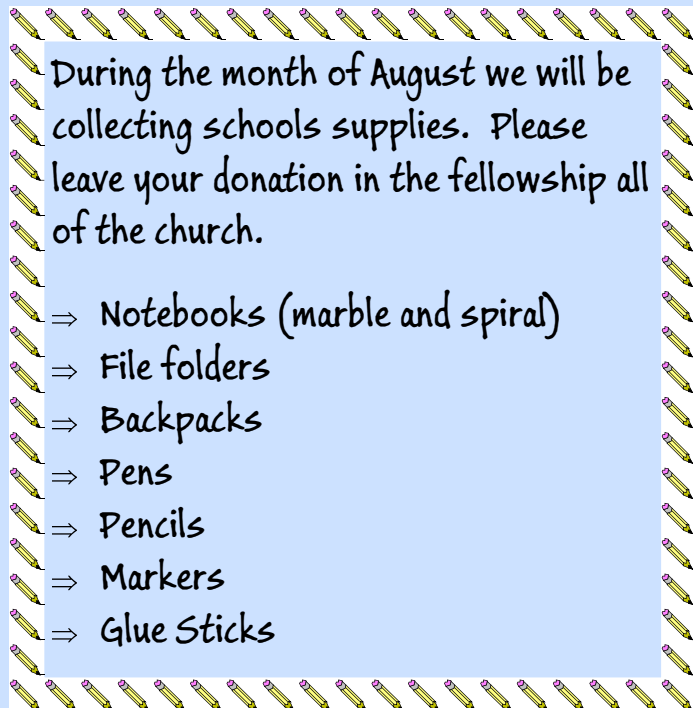 During the month of August we will be
collecting schools supplies.  Please
leave your donation in the fellowship all
of the church.
⇒ Notebooks (marble and spiral)
⇒ File folders
⇒ Backpacks
⇒ Pens
⇒ Pencils
⇒ Markers
⇒ Glue Sticks